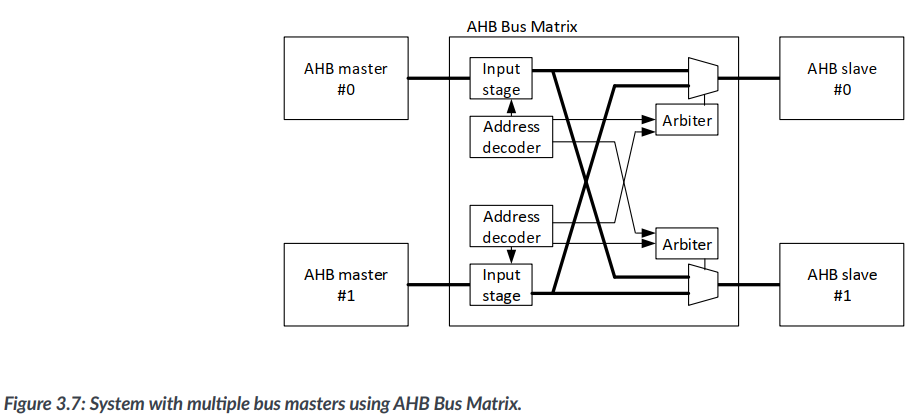 AHB Bus Matrix
AHB master
#0
Input
stage
AHB slave
#0
Address
decoder
Arbiter
Address
decoder
Arbiter
AHB master
#1
Input
stage
AHB slave
#1
Figure 3.7: System with multiple bus masters using AHB Bus Matrix.